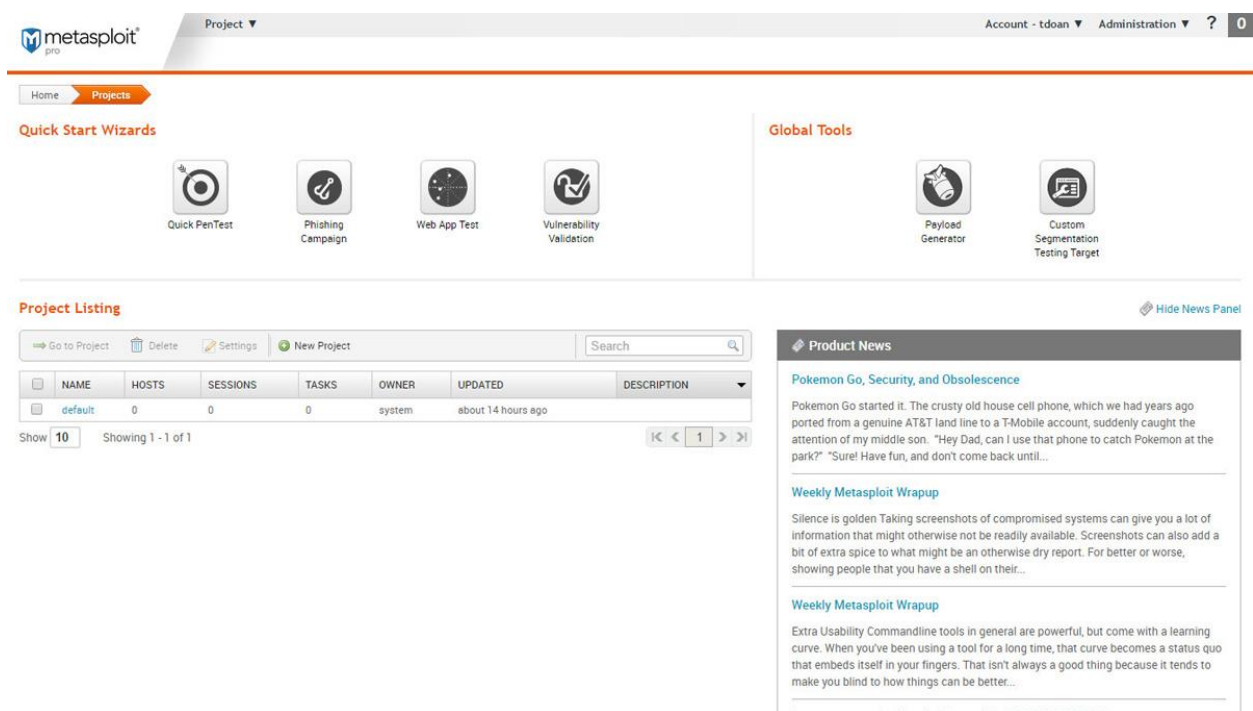 metasploit®
pro
Project ▼
Account - tdoan ▼ Administration ▼ ? 0
Home Projects
Quick Start Wizards
Quick PenTest
Phishing
Campaign
Web App Test
Vulnerability
Validation
Global Tools
Payload
Generator
Custom
Segmentation
Testing Target
Project Listing
Hide News Panel
Go to Project Delete Settings New Project Search
NAME HOSTS SESSIONS TASKS OWNER UPDATED DESCRIPTION
default 0 0 0 system about 14 hours ago
Show 10 Showing 1 - 1 of 1 1
Product News
Pokemon Go, Security, and Obsolescence
Pokemon Go started it. The crusty old house cell phone, which we had years ago
ported from a genuine AT&T land line to a T-Mobile account, suddenly caught the
attention of my middle son. "Hey Dad, can I use that phone to catch Pokemon at the
park?" "Sure! Have fun, and don't come back until...
Weekly Metasploit Wrapup
Silence is golden Taking screenshots of compromised systems can give you a lot of
information that might otherwise not be readily available. Screenshots can also add a
bit of extra spice to what might be an otherwise dry report. For better or worse,
showing people that you have a shell on their...
Weekly Metasploit Wrapup
Extra Usability Commandline tools in general are powerful, but come with a learning
curve. When you've been using a tool for a long time, that curve becomes a status quo
that embeds itself in your fingers. That isn't always a good thing because it tends to
make you blind to how things can be better...